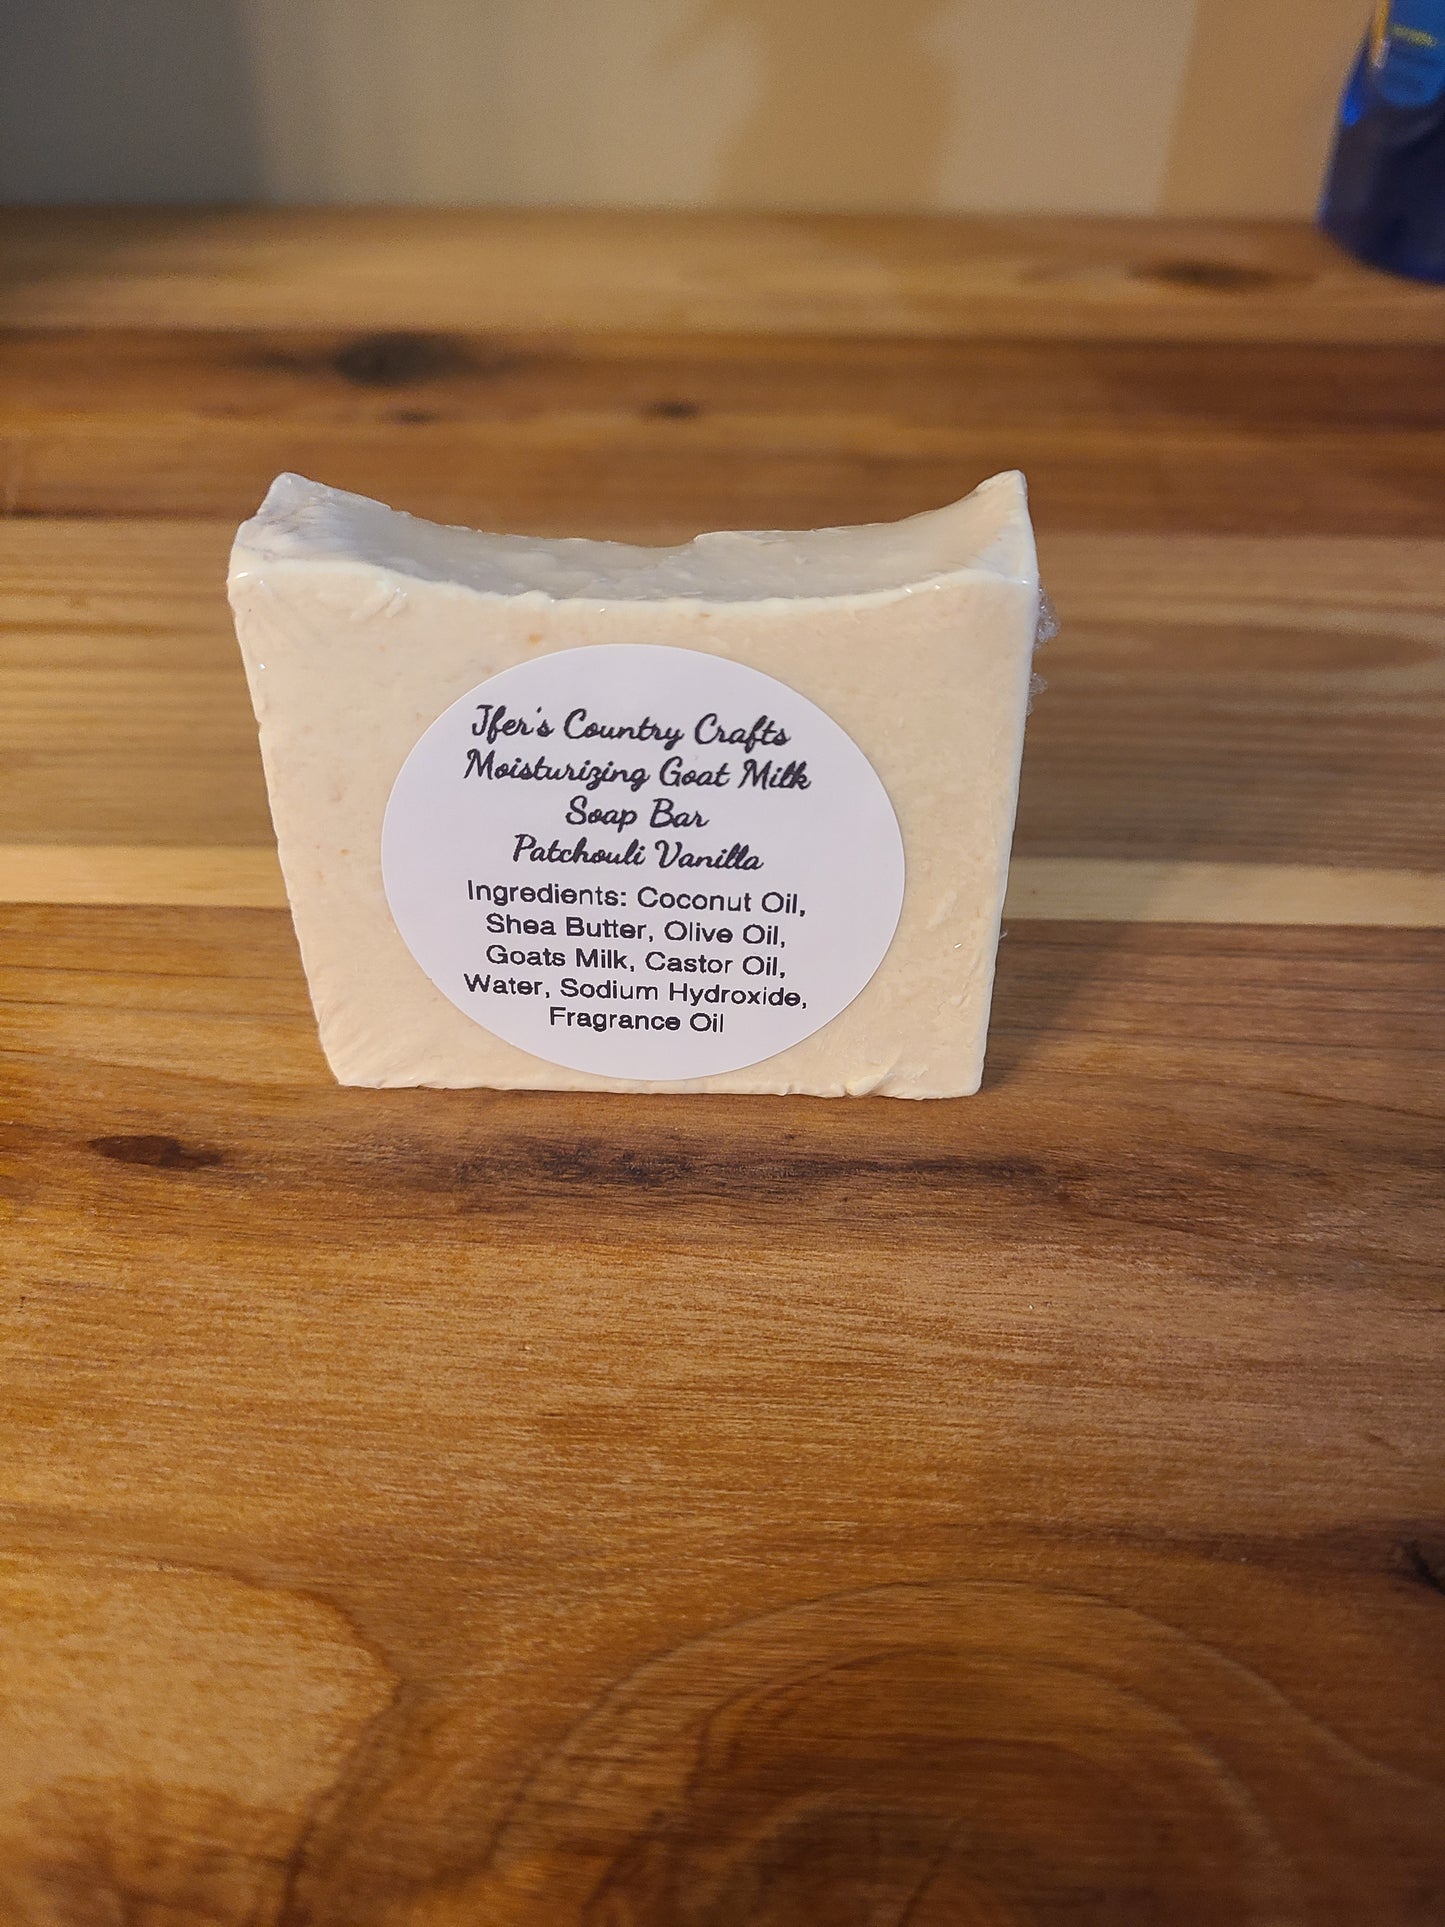 Jfer's Country Crafts
Moisturizing Goat Milk
Soap Bar
Patchouli Vanilla
Ingredients: Coconut Oil,
Shea Butter, Olive Oil,
Goats Milk, Castor Oil,
Water, Sodium Hydroxide,
Fragrance Oil